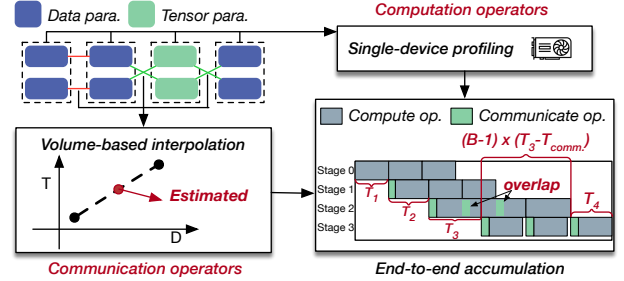 Data para.
Tensor para.
Computation operators
Single-device profiling
Volume-based interpolation
T
Estimated
D
Communication operators
Compute op.
Communicate op.
(B-1) x (T3-Tcomm.)
Stage 0
Stage 1
Stage 2
Stage 3
T1
T2
T3
overlap
T4
End-to-end accumulation